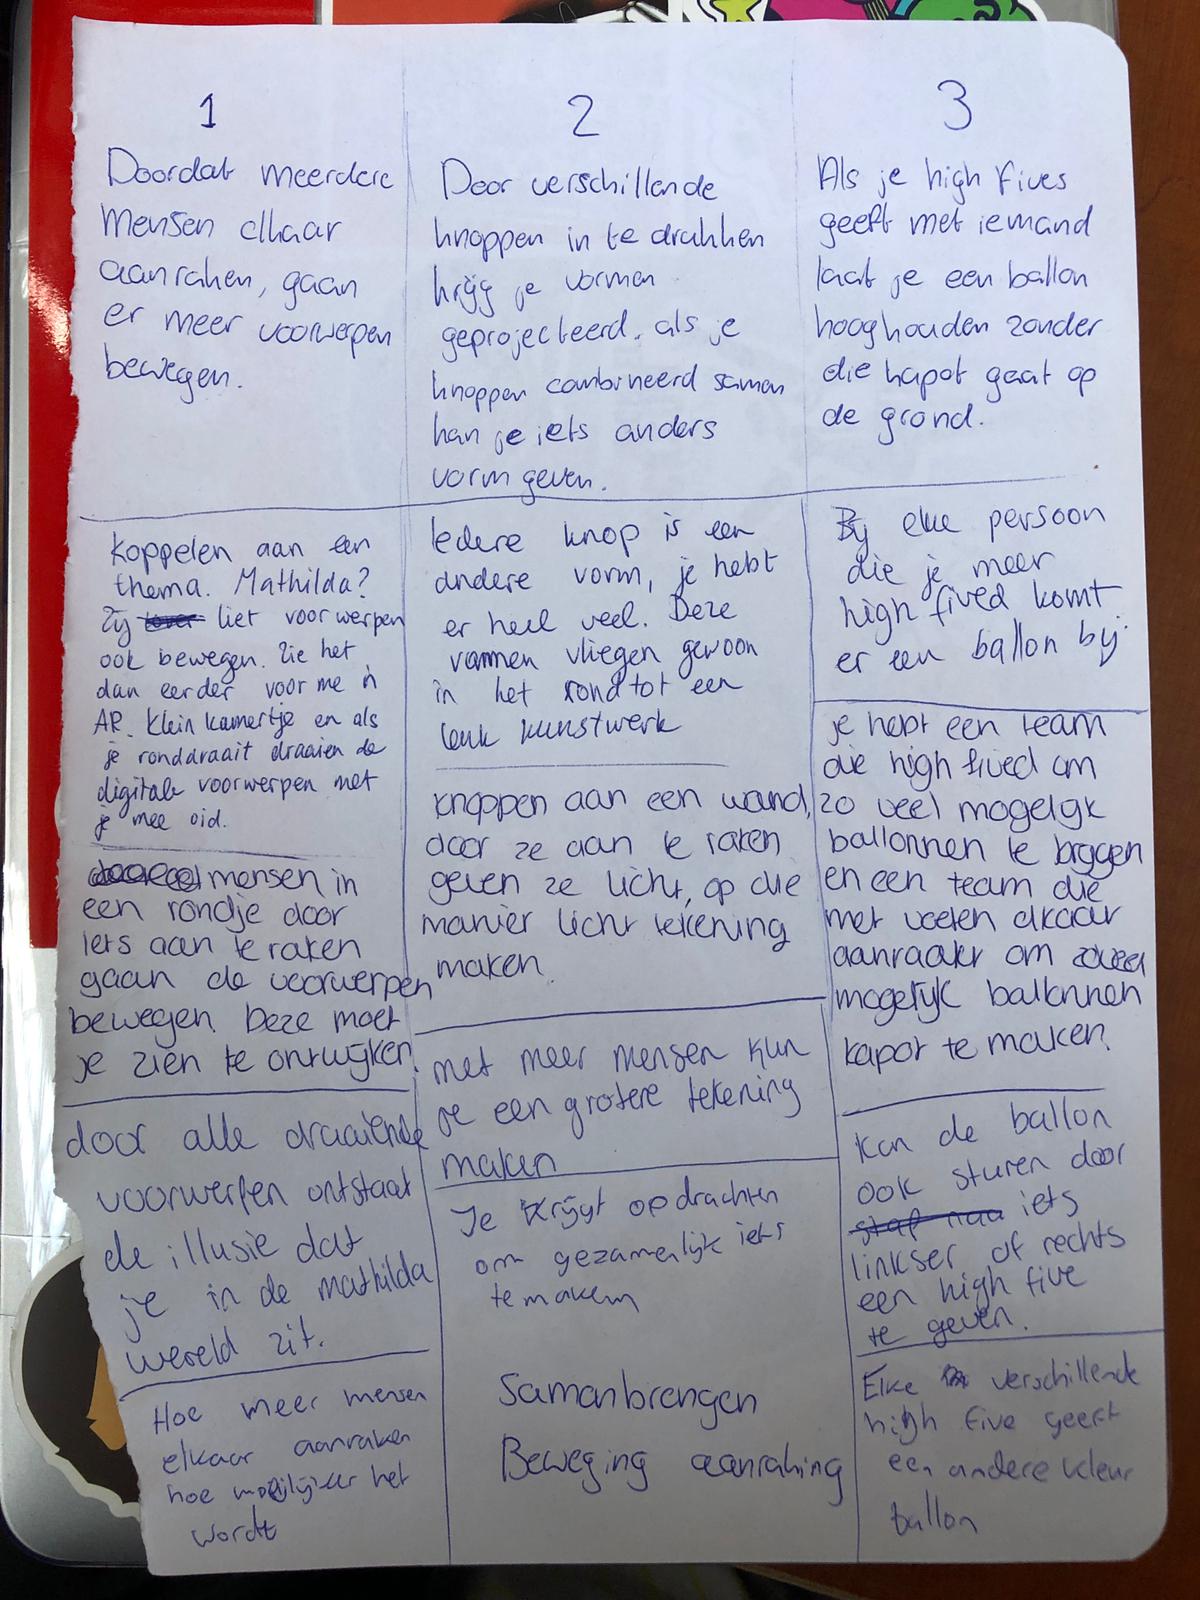 1
Doordat meerdere
mensen elkaar
aanraken, gaan
er meer voorwerpen
bewegen.
Koppelen aan een
thema. Mathilda?
Zij liet voorwerpen
ook bewegen. Zie het
dan eerder voor me in
AR. Klein kamertje en als
je ronddraait draaien de
digitale voorwerpen met
je mee oid.
mensen in
een rondje door
iets aan te raken
gaan de voorwerpen
bewegen. Deze moet
je zien te ontwijken.
door alle draaiende
voorwerpen ontstaat
de illusie dat
je in de mathilda
wereld zit.
Hoe meer mensen
elkaar aanraken
hoe moeilijker het
wordt
2
Door verschillende
knoppen in te drukken
krijg je vormen
geprojecteerd. als je
knoppen combineerd samen
kan je iets anders
vorm geven.
Iedere knop is een
andere vorm, je hebt
er heel veel. Deze
vormen vliegen gewoon
in het rond tot een
leuk kunstwerk
knoppen aan een wand,
door ze aan te raken
geven ze licht, op die
manier licht tekening
maken.
met meer mensen kun
je een grotere tekening
maken
Je krijgt opdrachten
om gezamenlijk iets
te maken
Samenbrengen
Beweging aanraking
3
Als je high fives
geeft met iemand
laat je een ballon
hooghouden zonder
die kapot gaat op
de grond.
Bij elke persoon
die je meer
high fived komt
er een ballon bij.
je hebt een team
die high fived om
zo veel mogelijk
ballonnen te krijgen
en een team die
met voeten elkaar
aanraakt om zoveel
mogelijk ballonnen
kapot te maken?
Kan de ballon
ook sturen door
iets
linkser of rechts
een high five
te geven.
Elke verschillende
high five geeft
een andere kleur
ballon